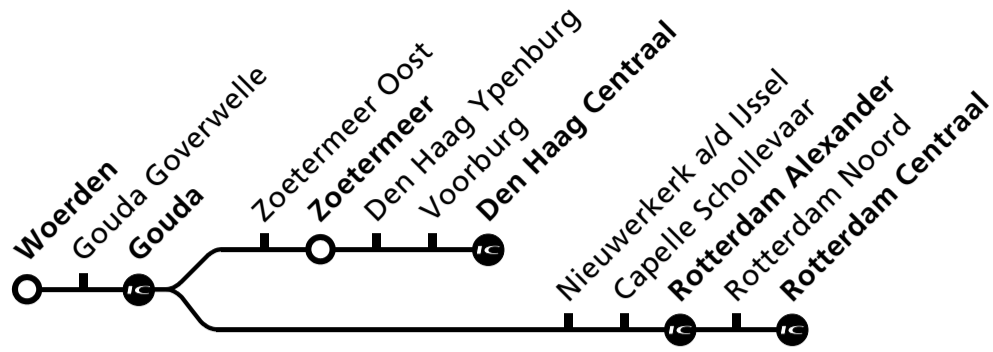 Woerden
Gouda Goverwelle
Gouda
Zoetermeer Oost
Zoetermeer
Den Haag Ypenburg
Voorburg
Den Haag Centraal
Nieuwerkerk a/d IJssel
Capelle Schollevaar
Rotterdam Alexander
Rotterdam Noord
Rotterdam Centraal
IC
IC
IC
IC